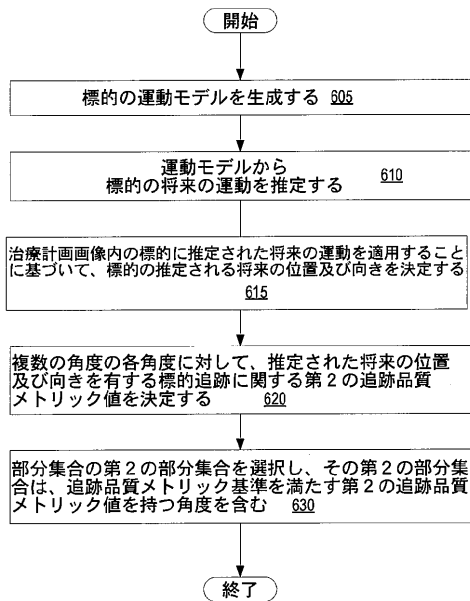 開始
標的の運動モデルを生成する 605
運動モデルから
標的の将来の運動を推定する 610
治療計画画像内の標的に推定された将来の運動を適用すること
に基づいて、標的の推定される将来の位置及び向きを決定する
615
複数の角度の各角度に対して、推定された将来の位置
及び向きを有する標的追跡に関する第2の追跡品質
メトリック値を決定する 620
部分集合の第2の部分集合を選択し、その第2の部分集
合は、追跡品質メトリック基準を満たす第2の追跡品質
メトリック値を持つ角度を含む 630
終了